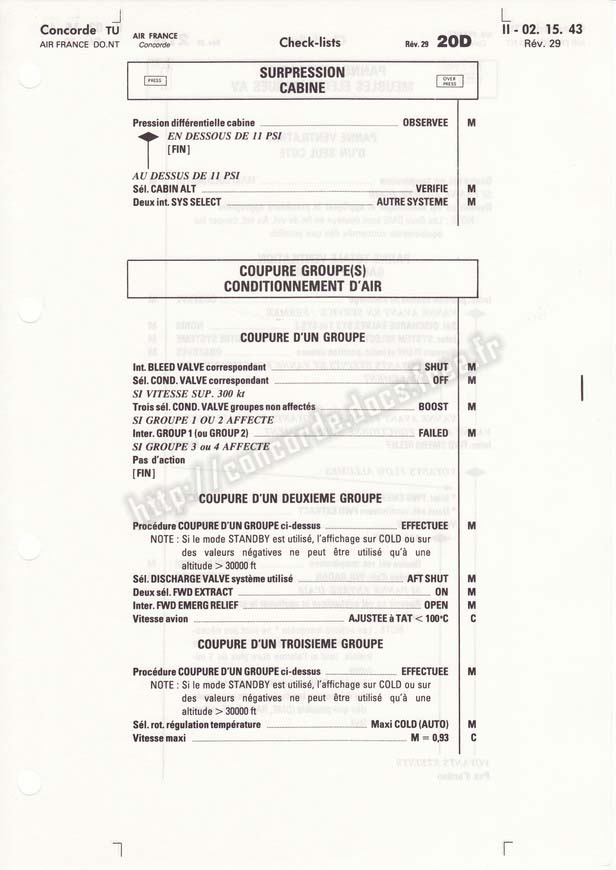 Concorde TU
AIR FRANCE DO.NT
AIR FRANCE
Concorde
Check-lists
Rév. 29 20D
II - 02. 15. 43
Rév. 29
PRESS
SURPRESSION
CABINE
OVER
PRESS
Pression différentielle cabine OBSERVEE M
EN DESSOUS DE 11 PSI
[FIN]
AU DESSUS DE 11 PSI
Sél. CABIN ALT VERIFIE M
Deux int. SYS SELECT AUTRE SYSTEME M
COUPURE GROUPE(S)
CONDITIONNEMENT D'AIR
COUPURE D'UN GROUPE
Int. BLEED VALVE correspondant SHUT M
Sél. COND. VALVE correspondant OFF M
SI VITESSE SUP. 300 kt
Trois sél. COND. VALVE groupes non affectés BOOST M
SI GROUPE 1 OU 2 AFFECTE
Inter. GROUP 1 (ou GROUP 2) FAILED M
SI GROUPE 3 ou 4 AFFECTE
Pas d'action
[FIN]
COUPURE D'UN DEUXIEME GROUPE
Procédure COUPURE D'UN GROUPE ci-dessus EFFECTUEE M
NOTE : Si le mode STANDBY est utilisé, l'affichage sur COLD ou sur
des valeurs négatives ne peut être utilisé qu'à une
altitude > 30000 ft
Sél. DISCHARGE VALVE système utilisé AFT SHUT M
Deux sél. FWD EXTRACT ON M
Inter. FWD EMERG RELIEF OPEN M
Vitesse avion AJUSTEE à TAT < 100°C C
COUPURE D'UN TROISIEME GROUPE
Procédure COUPURE D'UN GROUPE ci-dessus EFFECTUEE M
NOTE : Si le mode STANDBY est utilisé, l'affichage sur COLD ou sur
des valeurs négatives ne peut être utilisé qu'à une
altitude > 30000 ft
Sél. rot. régulation température Maxi COLD (AUTO) M
Vitesse maxi M = 0,93 C
http://concorde.docs.free.fr